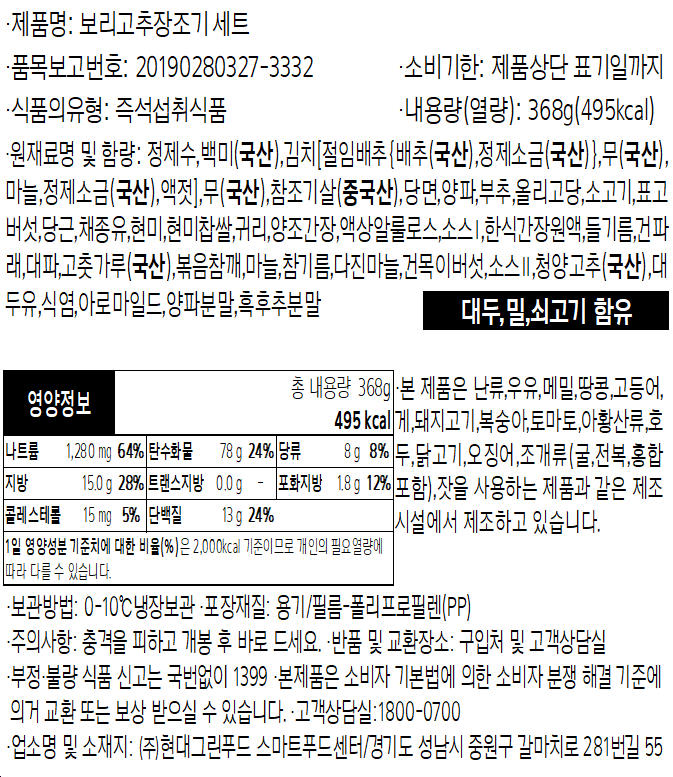 ·제품명: 보리고추장조기 세트
·품목보고번호: 20190280327-3332 ·소비기한: 제품상단 표기일까지
·식품의유형: 즉석섭취식품 ·내용량(열량): 368g(495kcal)
·원재료명 및 함량: 정제수,백미(국산),김치[절임배추{배추(국산),정제소금(국산)},무(국산),
마늘,정제소금(국산),액젓],무(국산),참조기살(중국산),당면,양파,부추,올리고당,소고기,표고
버섯,당근,채종유,현미,현미찹쌀,귀리,양조간장,액상알룰로스,소스Ⅰ,한식간장원액,들기름,건파
래,대파,고춧가루(국산),볶음참깨,마늘,참기름,다진마늘,건목이버섯,소스Ⅱ,청양고추(국산),대
두유,식염,아로마일드,양파분말,흑후추분말
대두,밀,쇠고기 함유
영양정보
총 내용량 368g
495 kcal
나트륨 1,280 mg 64% 탄수화물 78 g 24% 당류 8 g 8%
지방 15.0 g 28% 트랜스지방 0.0 g - 포화지방 1.8 g 12%
콜레스테롤 15 mg 5% 단백질 13 g 24%
1일 영양성분 기준치에 대한 비율(%)은 2,000kcal 기준이므로 개인의 필요열량에
따라 다를 수 있습니다.
·본 제품은 난류,우유,메밀,땅콩,고등어,
게,돼지고기,복숭아,토마토,아황산류,호
두,닭고기,오징어,조개류(굴,전복,홍합
포함),잣을 사용하는 제품과 같은 제조
시설에서 제조하고 있습니다.
·보관방법: 0-10℃냉장보관 ·포장재질: 용기/필름-폴리프로필렌(PP)
·주의사항: 충격을 피하고 개봉 후 바로 드세요. ·반품 및 교환장소: 구입처 및 고객상담실
·부정·불량 식품 신고는 국번없이 1399 ·본제품은 소비자 기본법에 의한 소비자 분쟁 해결 기준에
의거 교환 또는 보상 받으실 수 있습니다. ·고객상담실:1800-0700
·업소명 및 소재지: (주)현대그린푸드 스마트푸드센터/경기도 성남시 중원구 갈마치로 281번길 55